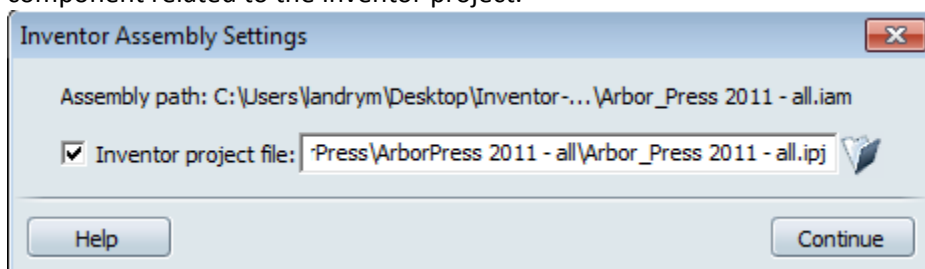 component related to the Inventor project.
Inventor Assembly Settings
Assembly path: C:\Users\landrym\Desktop\Inventor-...\Arbor_Press 2011 - all.iam
Inventor project file: Press\ArborPress 2011 - all\Arbor_Press 2011 - all.ipj
Help
Continue